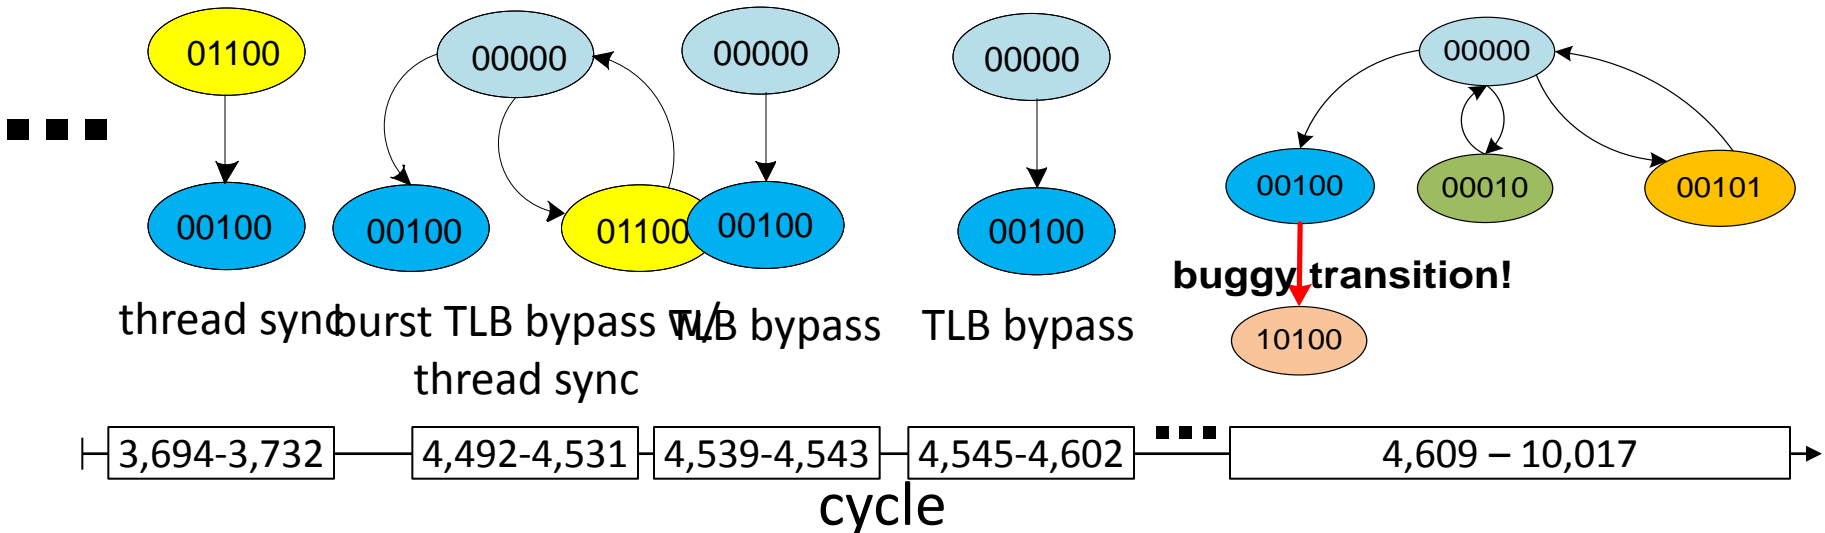 01100
00100
thread sync
00000
00100
01100
burst TLB bypass w/
thread sync
00000
00100
TLB bypass
00000
00100
TLB bypass
00000
00100
00010
00101
buggy transition!
10100
3,694-3,732
4,492-4,531
4,539-4,543
4,545-4,602
4,609 – 10,017
cycle